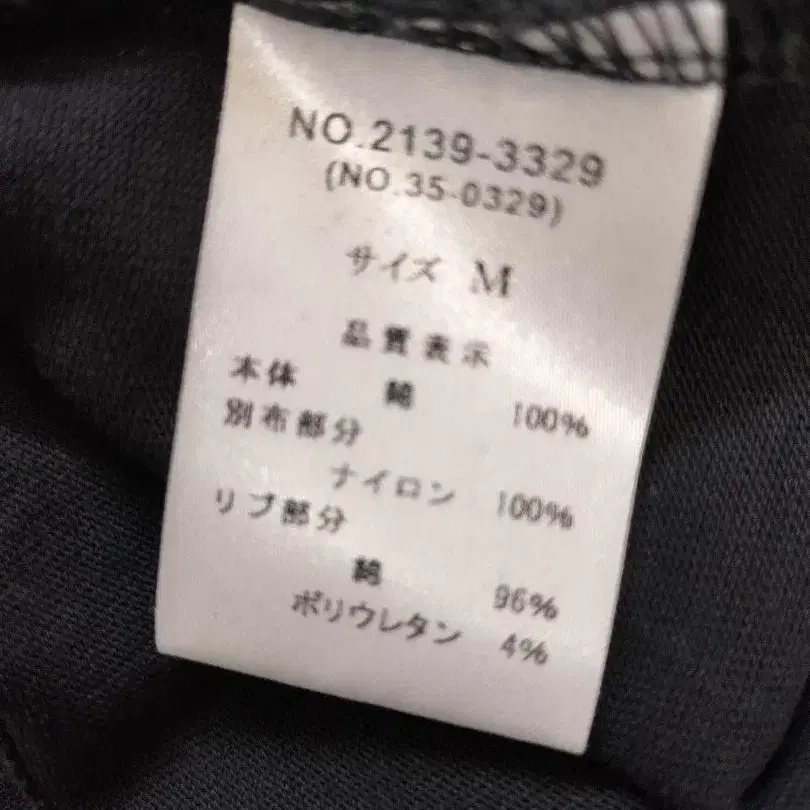 NO.2139-3329
(NO.35-0329)
サイズ M
品質表示
本体 綿 100%
別布部分
ナイロン 100%
リブ部分
綿 96%
ポリウレタン 4%